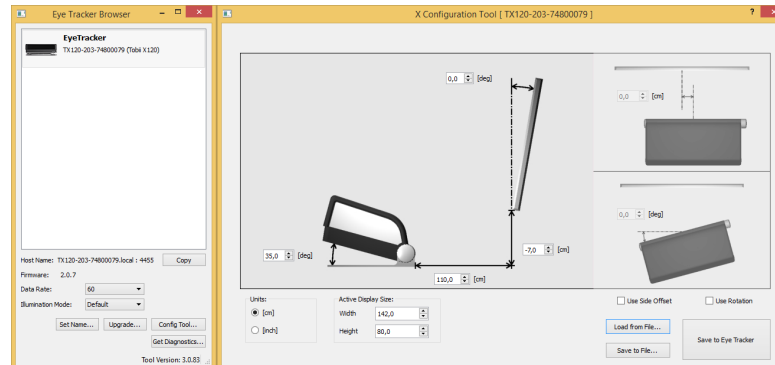 Eye Tracker Browser
EyeTracker
TX120-203-74800079 (Tobii X120)
Host Name: TX120-203-74800079.local : 4455 Copy
Firmware: 2.0.7
Data Rate: 60
Illumination Mode: Default
Set Name... Upgrade... Config Tool...
Get Diagnostics...
Tool Version: 3.0.83
X Configuration Tool [ TX120-203-74800079 ]
?
0,0 [deg]
35,0 [deg]
-7,0 [cm]
110,0 [cm]
0,0 [cm]
0,0 [deg]
Units:
[cm]
[inch]
Active Display Size:
Width 142,0
Height 80,0
Use Side Offset Use Rotation
Load from File...
Save to File...
Save to Eye Tracker